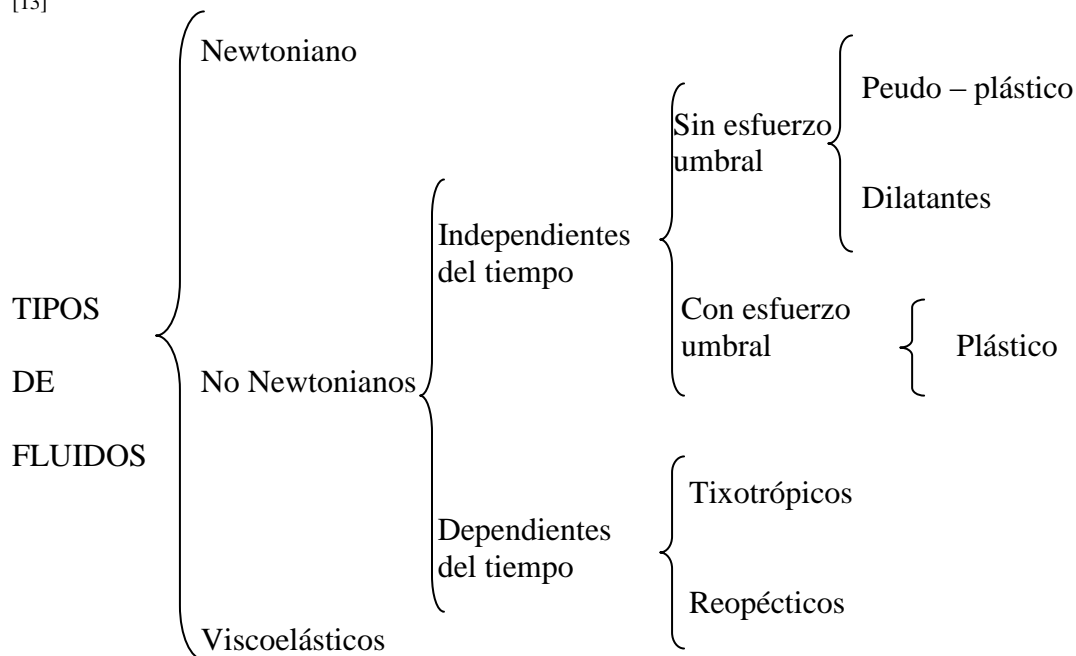 [13]
TIPOS
DE
FLUIDOS
Newtoniano
No Newtonianos
Independientes
del tiempo
Sin esfuerzo
umbral
Peudo – plástico
Dilatantes
Con esfuerzo
umbral
Plástico
Dependientes
del tiempo
Tixotrópicos
Reopécticos
Viscoelásticos